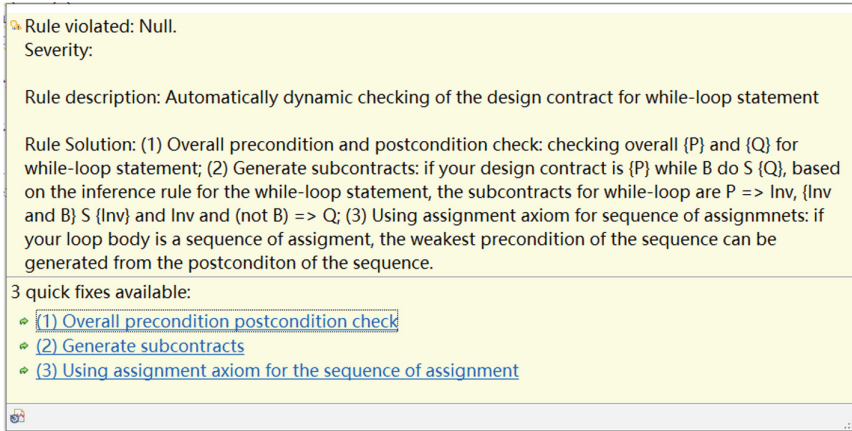 Rule violated: Null.
Severity:
Rule description: Automatically dynamic checking of the design contract for while-loop statement
Rule Solution: (1) Overall precondition and postcondition check: checking overall {P} and {Q} for
while-loop statement; (2) Generate subcontracts: if your design contract is {P} while B do S {Q}, based
on the inference rule for the while-loop statement, the subcontracts for while-loop are P => Inv, {Inv
and B} S {Inv} and Inv and (not B) => Q; (3) Using assignment axiom for sequence of assignmnets: if
your loop body is a sequence of assigment, the weakest precondition of the sequence can be
generated from the postconditon of the sequence.
3 quick fixes available:
(1) Overall precondition postcondition check
(2) Generate subcontracts
(3) Using assignment axiom for the sequence of assignment